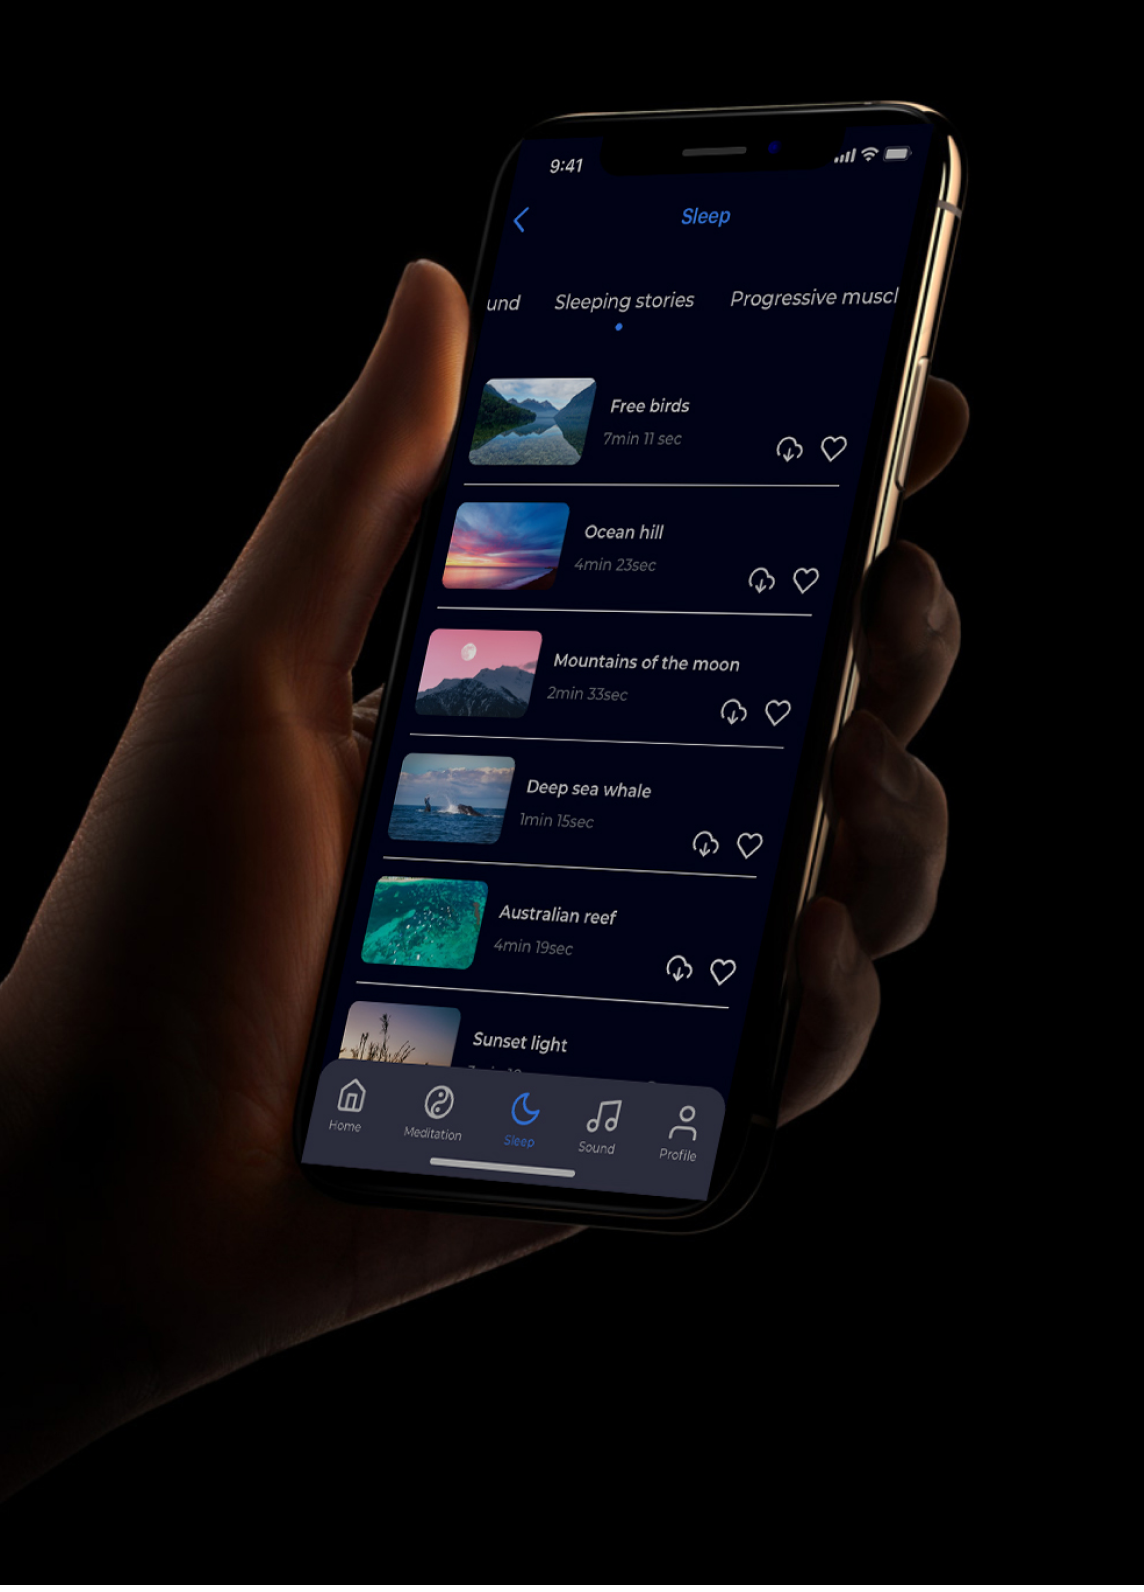 9:41
Sleep
und Sleeping stories Progressive muscl
Free birds
7min 11 sec
Ocean hill
4min 23sec
Mountains of the moon
2min 33sec
Deep sea whale
1min 15sec
Australian reef
4min 19sec
Sunset light
Home Meditation Sleep Sound Profile